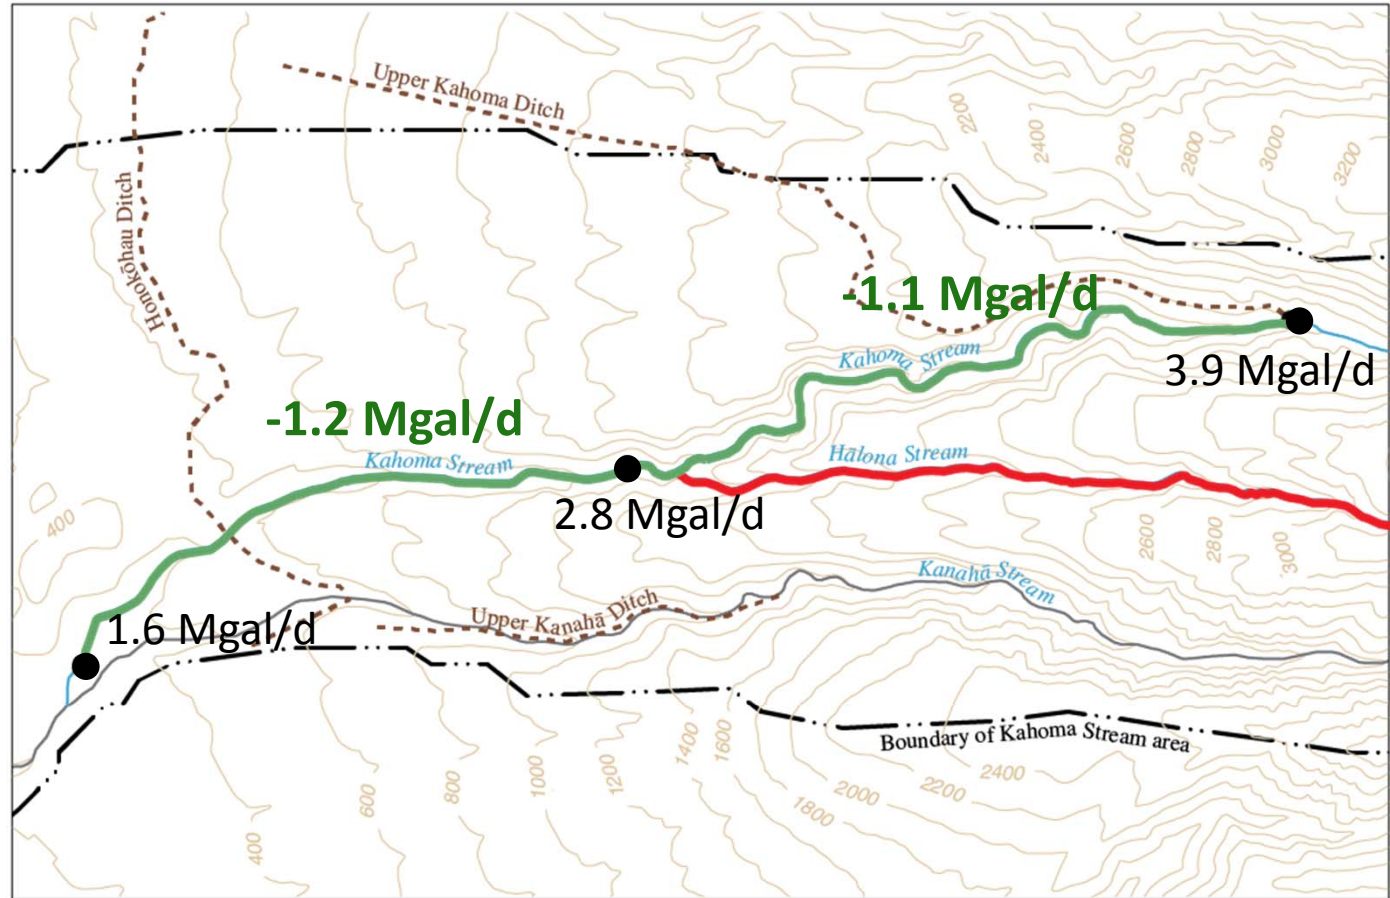 Upper Kahoma Ditch
2200
2400
2600
2800
3000
3200
Honokōhau Ditch
-1.1 Mgal/d
Kahoma Stream
3.9 Mgal/d
-1.2 Mgal/d
Kahoma Stream
Hālona Stream
2.8 Mgal/d
400
2600
2800
3000
Kanahā Stream
Upper Kanahā Ditch
1.6 Mgal/d
Boundary of Kahoma Stream area
400
600
800
1000
1200
1400
1600
1800
2000
2200
2400